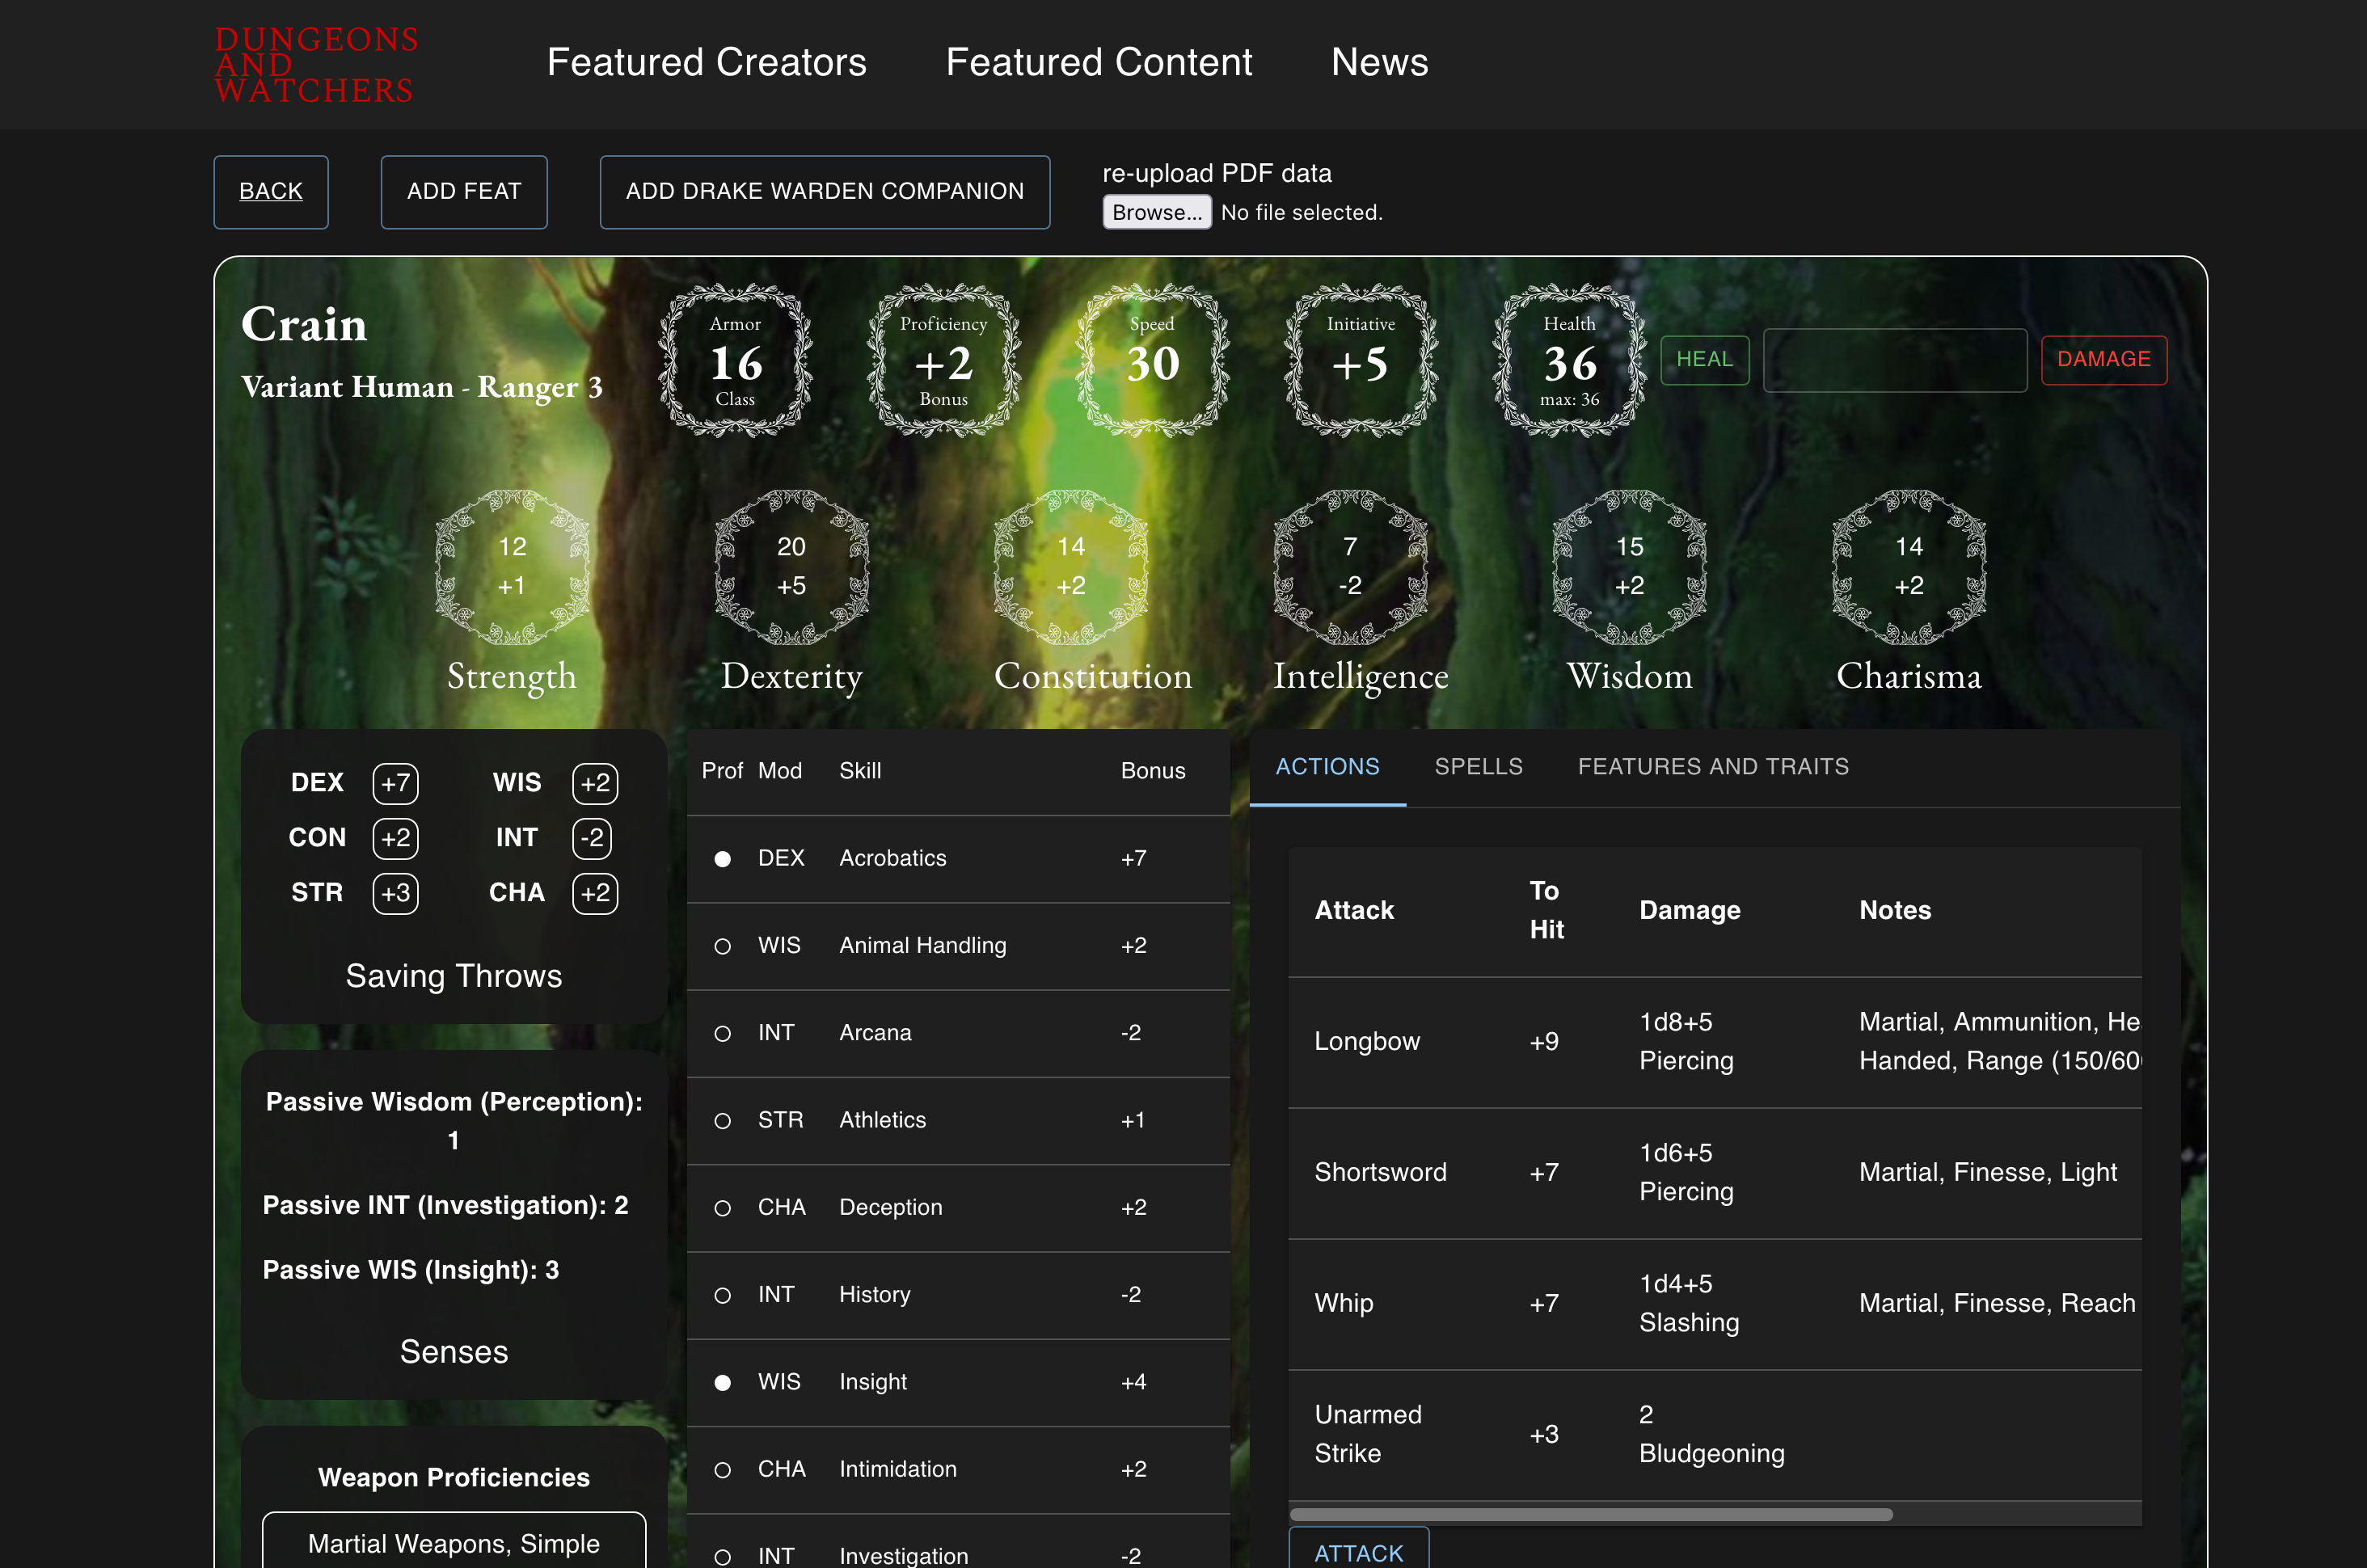 DUNGEONS
AND
WATCHERS
Featured Creators
Featured Content
News
BACK
ADD FEAT
ADD DRAKE WARDEN COMPANION
re-upload PDF data
Browse... No file selected.
Crain
Variant Human - Ranger 3
Armor
16
Class
Proficiency
+2
Bonus
Speed
30
Initiative
+5
Health
36
max: 36
HEAL
DAMAGE
12
+1
Strength
20
+5
Dexterity
14
+2
Constitution
7
-2
Intelligence
15
+2
Wisdom
14
+2
Charisma
DEX +7 WIS +2
CON +2 INT -2
STR +3 CHA +2
Saving Throws
Passive Wisdom (Perception):
1
Passive INT (Investigation): 2
Passive WIS (Insight): 3
Senses
Weapon Proficiencies
Martial Weapons, Simple
Prof Mod Skill Bonus
DEX Acrobatics +7
WIS Animal Handling +2
INT Arcana -2
STR Athletics +1
CHA Deception +2
INT History -2
WIS Insight +4
CHA Intimidation +2
INT Investigation -2
ACTIONS SPELLS FEATURES AND TRAITS
Attack To Hit Damage Notes
Longbow +9 1d8+5 Piercing Martial, Ammunition, He
Handed, Range (150/60
Shortsword +7 1d6+5 Piercing Martial, Finesse, Light
Whip +7 1d4+5 Slashing Martial, Finesse, Reach
Unarmed Strike +3 2 Bludgeoning
ATTACK